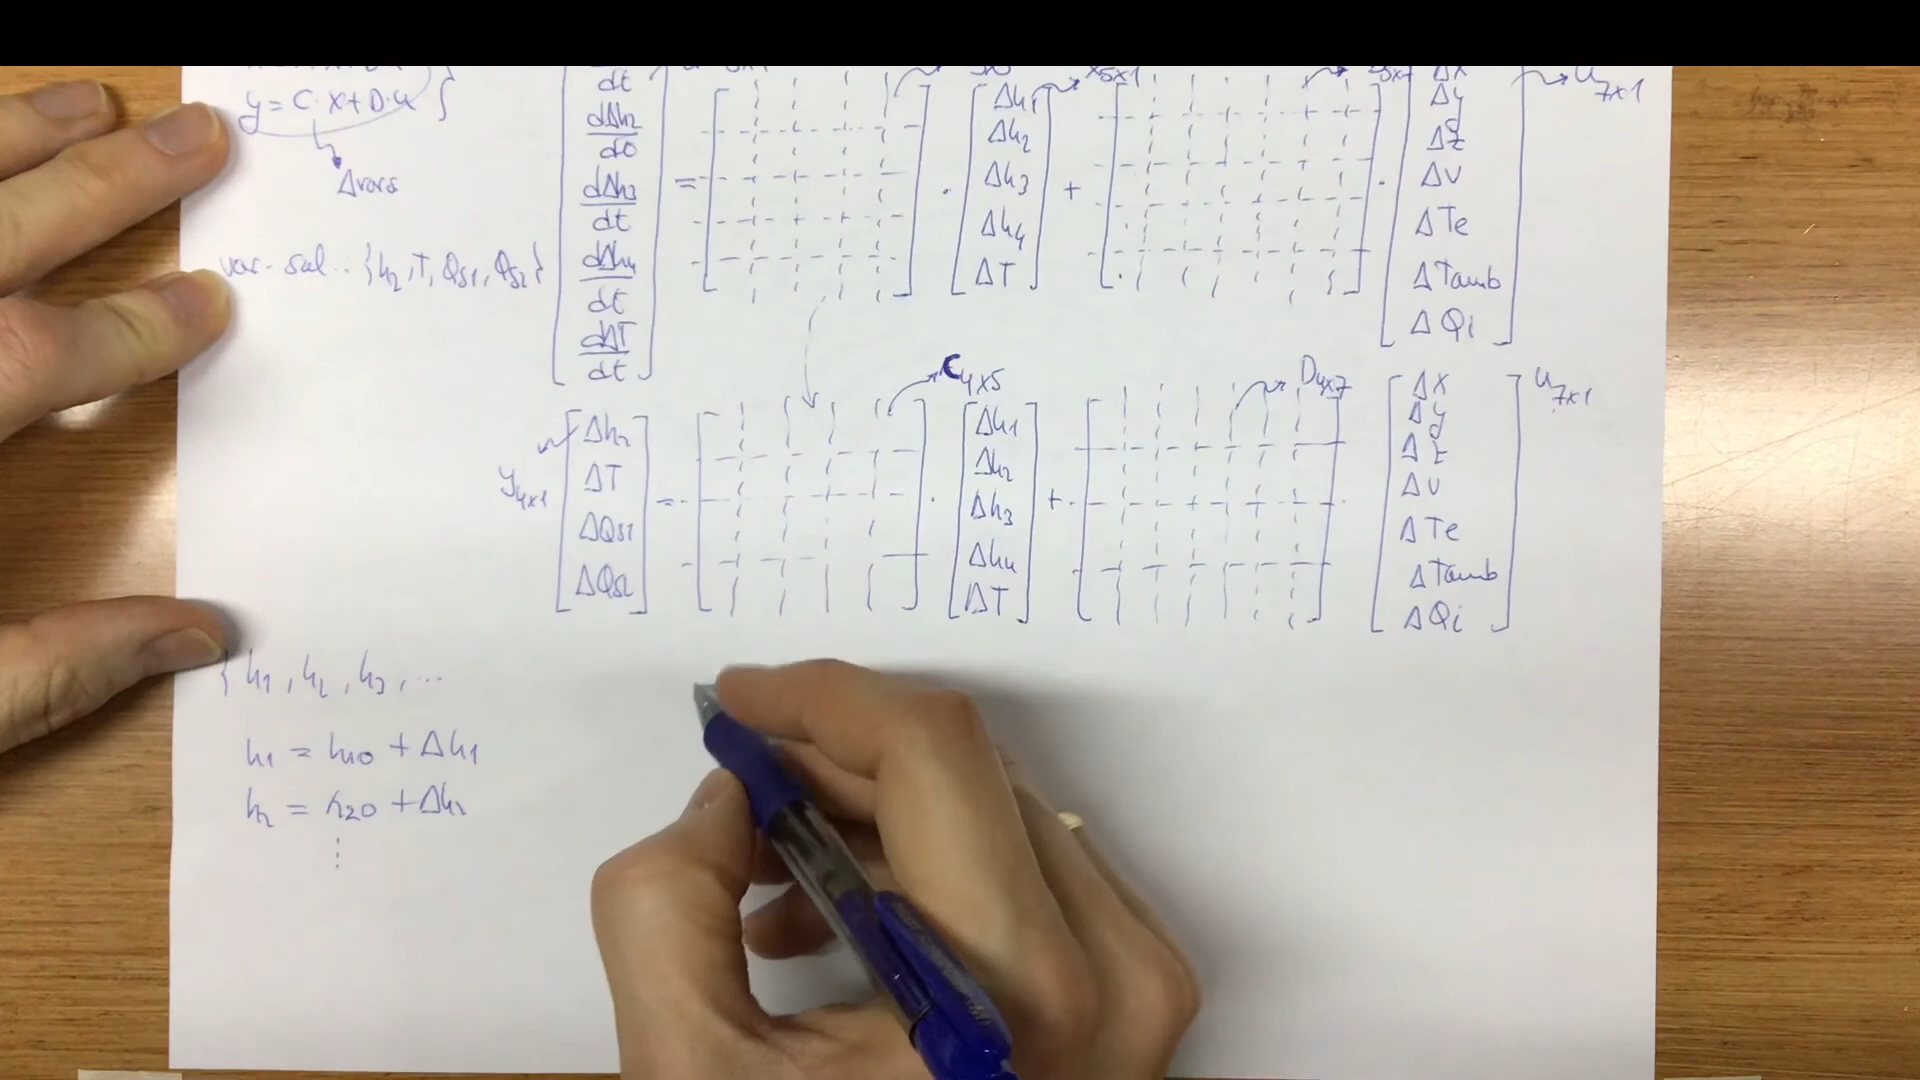 y = C·X + D·u }
Δvars
var. sal.. {h2, T, Qs1, Qs2}
dt
dΔh2
dt
dΔh3
dt
dΔh4
dt
dΔT
dt
=
·
Δh1
Δh2
Δh3
Δh4
ΔT
X5x1
+
·
Δx
Δy
Δz
Δv
ΔTe
ΔTamb
ΔQi
u7x1
y4x1
Δh2
ΔT
ΔQs1
ΔQs2
=
C4x5
·
Δh1
Δh2
Δh3
Δh4
ΔT
+
D4x7
·
Δx
Δy
Δz
Δv
ΔTe
ΔTamb
ΔQi
u7x1
{ h1, h2, h3, ...
h1 = h10 + Δh1
h2 = h20 + Δh2